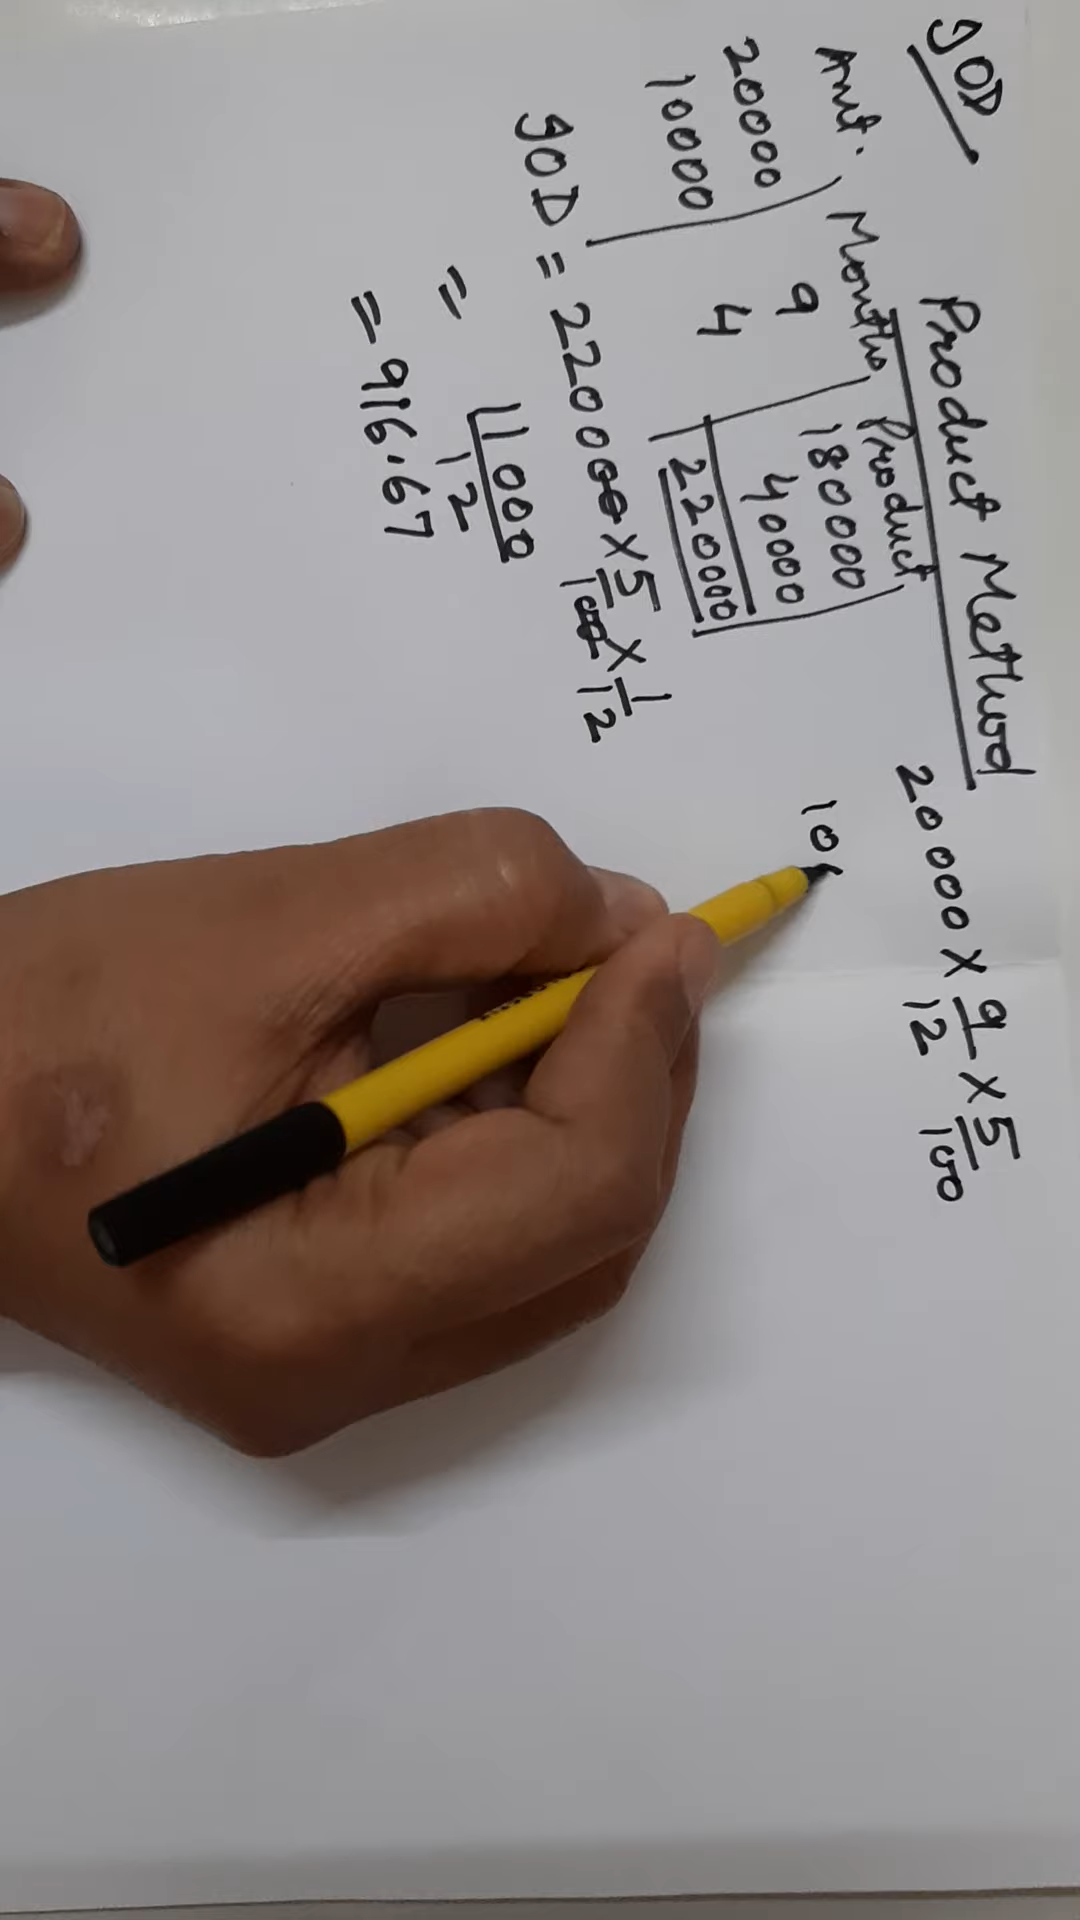 IOD
Product Method
Amt. Months Product
20000 9 180000
10000 4 40000
220000
IOD = 220000 × 5/100 × 1/12
= 11000/12
= 916.67
20000 × 9/12 × 5/100